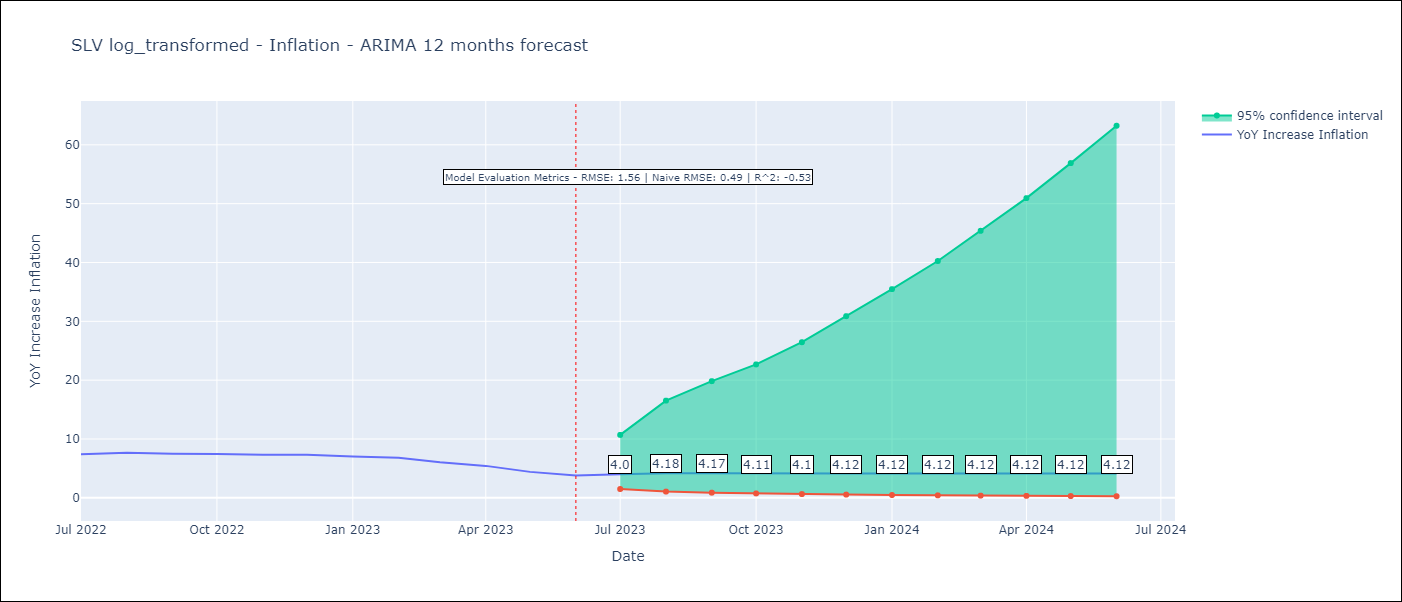 SLV log_transformed - Inflation - ARIMA 12 months forecast
95% confidence interval
YoY Increase Inflation
Model Evaluation Metrics - RMSE: 1.56 | Naive RMSE: 0.49 | R^2: -0.53
YoY Increase Inflation
60
50
40
30
20
10
0
4.0 4.18 4.17 4.11 4.1 4.12 4.12 4.12 4.12 4.12 4.12 4.12
Jul 2022 Oct 2022 Jan 2023 Apr 2023 Jul 2023 Oct 2023 Jan 2024 Apr 2024 Jul 2024
Date